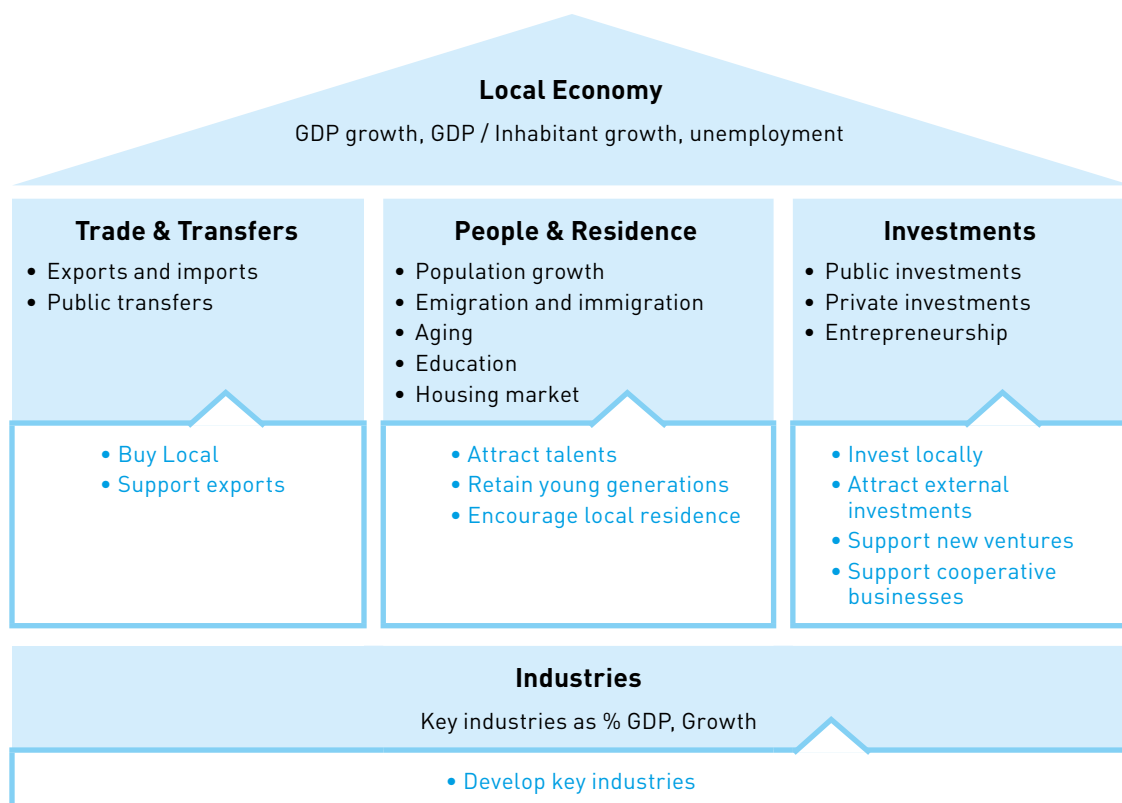 Local Economy
GDP growth, GDP / Inhabitant growth, unemployment
Trade & Transfers
• Exports and imports
• Public transfers
• Buy Local
• Support exports
People & Residence
• Population growth
• Emigration and immigration
• Aging
• Education
• Housing market
• Attract talents
• Retain young generations
• Encourage local residence
Investments
• Public investments
• Private investments
• Entrepreneurship
• Invest locally
• Attract external
investments
• Support new ventures
• Support cooperative
businesses
Industries
Key industries as % GDP, Growth
• Develop key industries